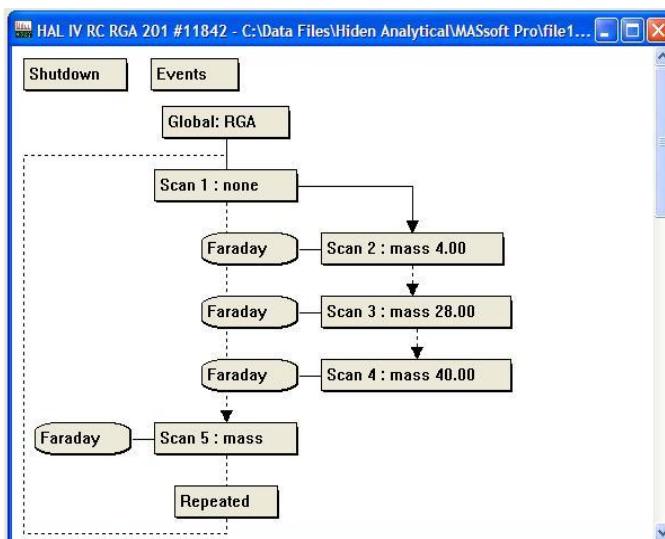 HAL IV RC RGA 201 #11842 - C:\Data Files\Hiden Analytical\MASsoft Pro\file1...
Shutdown
Events
Global: RGA
Scan 1 : none
Faraday
Scan 2 : mass 4.00
Faraday
Scan 3 : mass 28.00
Faraday
Scan 4 : mass 40.00
Faraday
Scan 5 : mass
Repeated